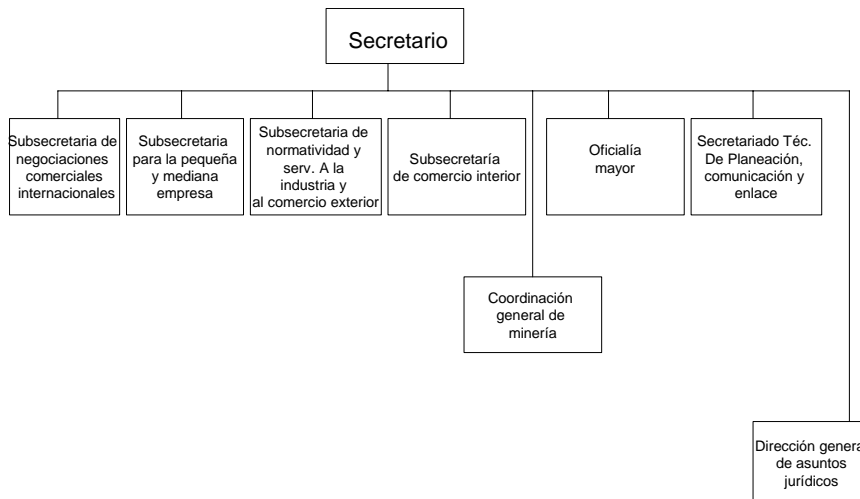 Secretario
Subsecretaria de
negociaciones
comerciales
internacionales
Subsecretaria
para la pequeña
y mediana
empresa
Subsecretaria de
normatividad y
serv. A la
industria y
al comercio exterior
Subsecretaría
de comercio interior
Oficialía
mayor
Secretariado Téc.
De Planeación,
comunicación y
enlace
Coordinación
general de
minería
Dirección general
de asuntos
jurídicos